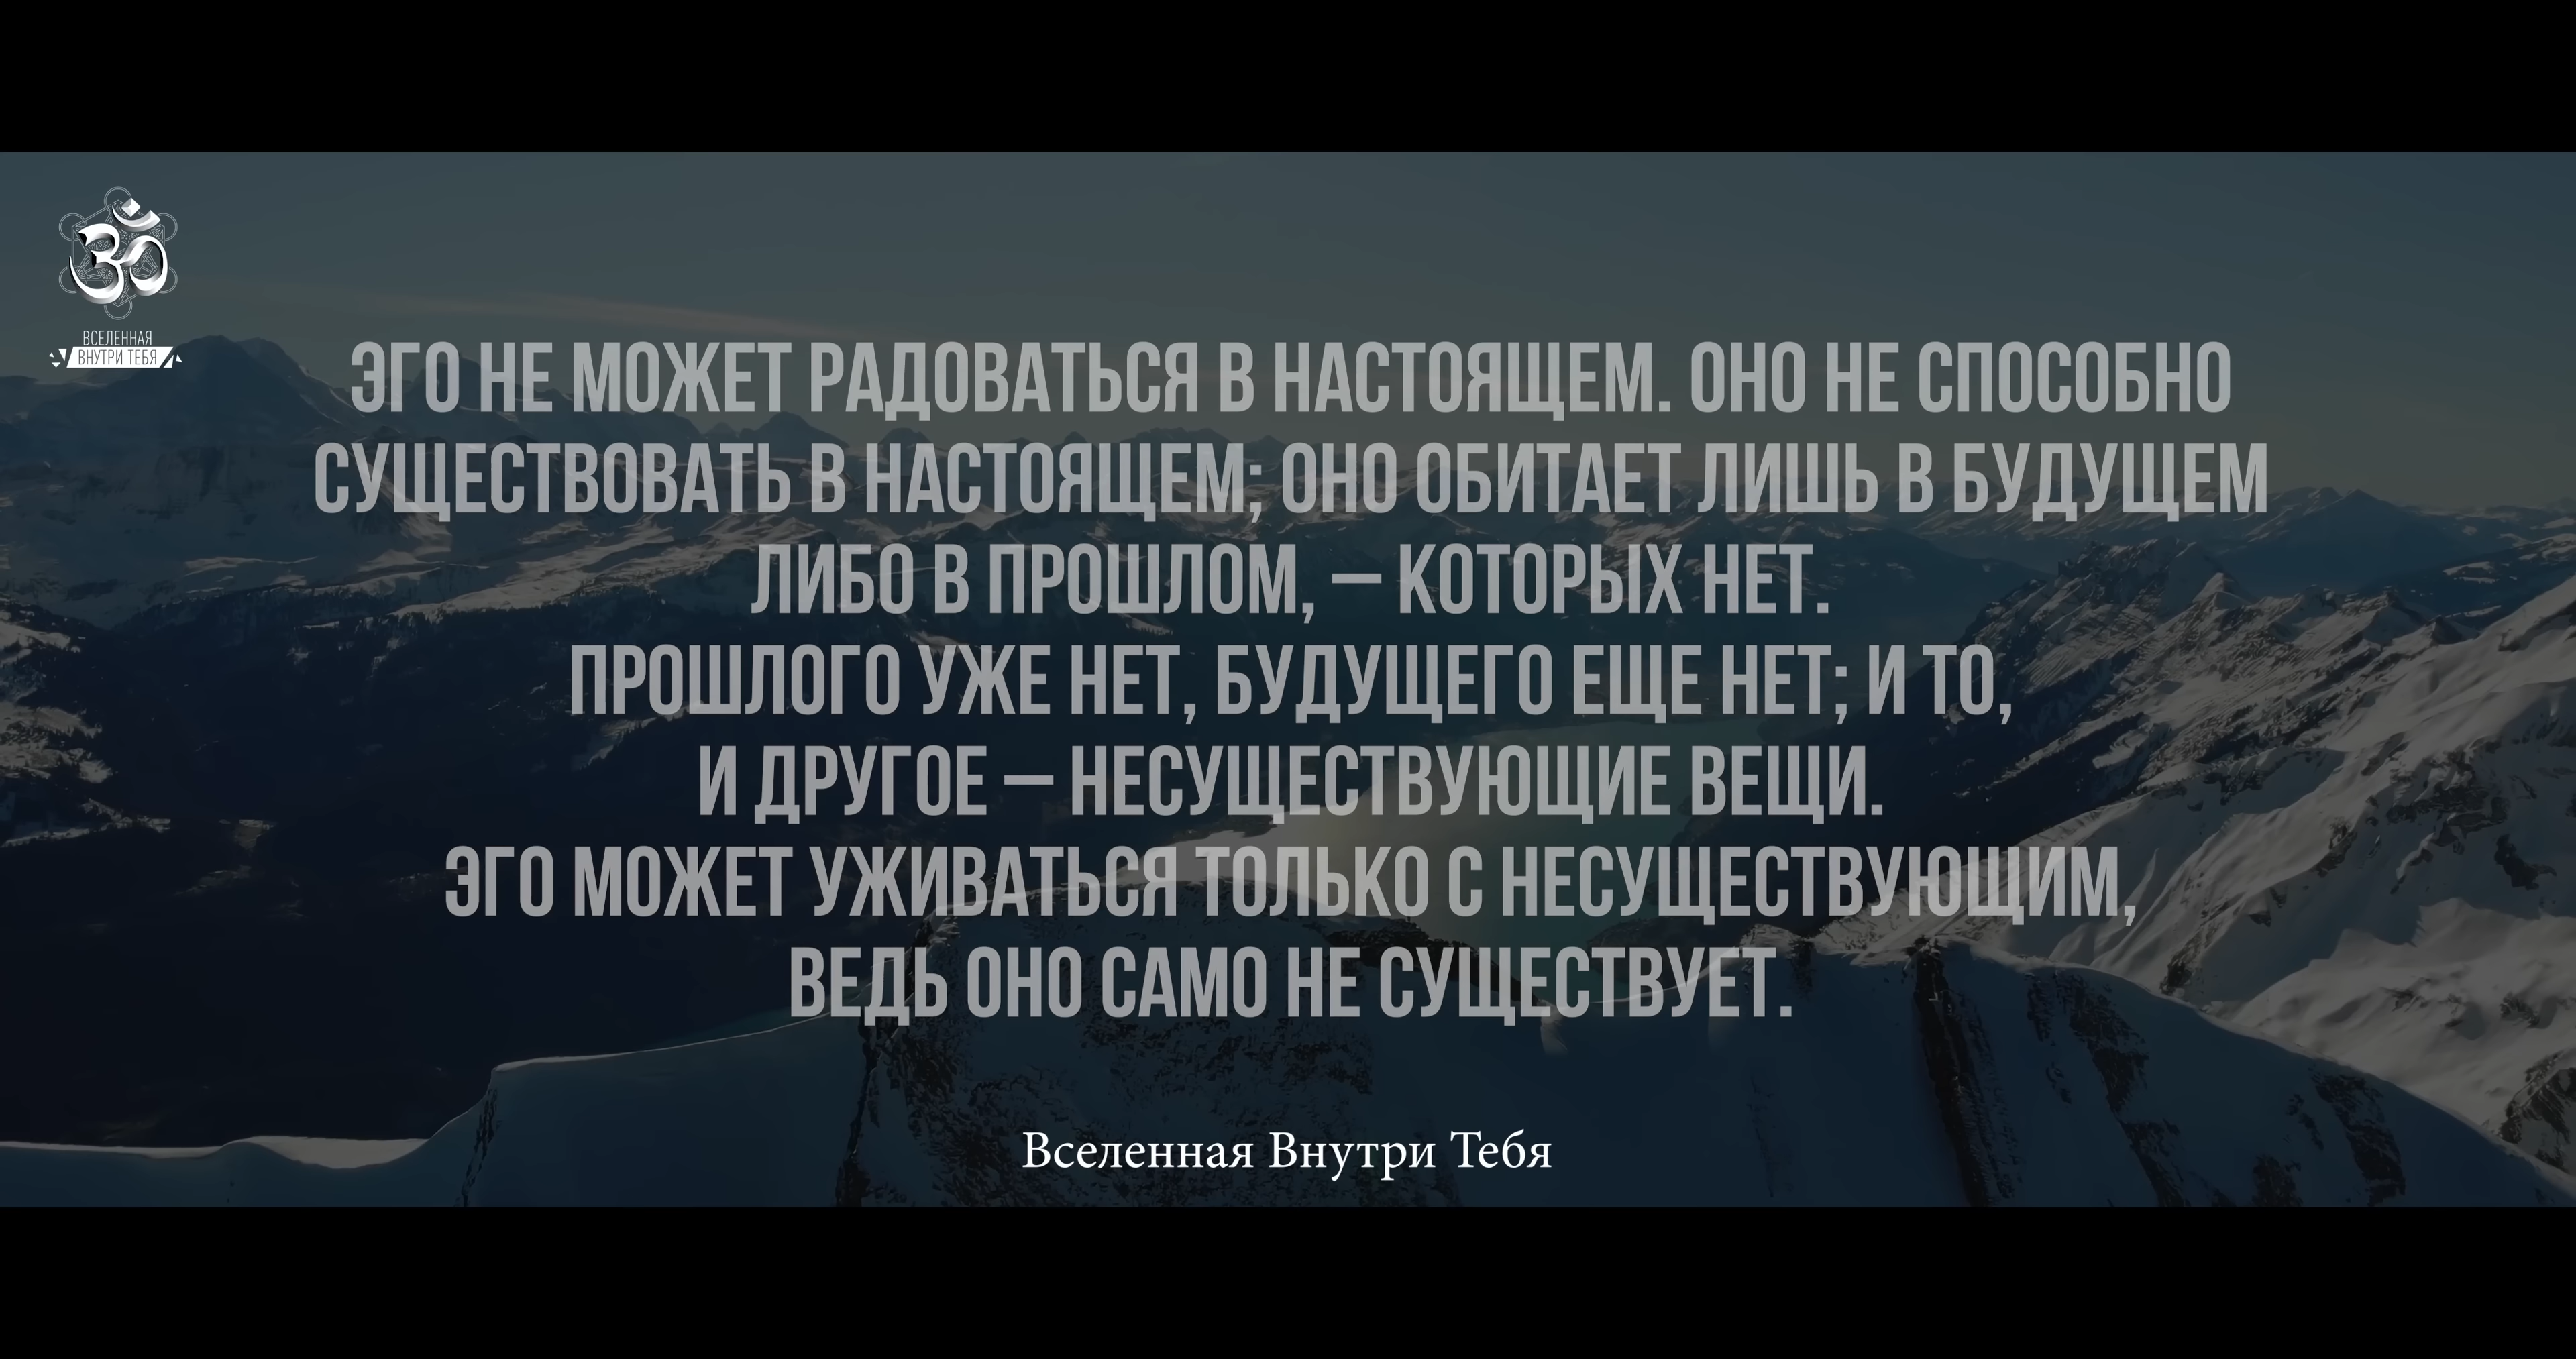 ВСЕЛЕННАЯ
ВНУТРИ ТЕБЯ
ЭГО НЕ МОЖЕТ РАДОВАТЬСЯ В НАСТОЯЩЕМ. ОНО НЕ СПОСОБНО
СУЩЕСТВОВАТЬ В НАСТОЯЩЕМ; ОНО ОБИТАЕТ ЛИШЬ В БУДУЩЕМ
ЛИБО В ПРОШЛОМ, — КОТОРЫХ НЕТ.
ПРОШЛОГО УЖЕ НЕТ, БУДУЩЕГО ЕЩЕ НЕТ; И ТО,
И ДРУГОЕ — НЕСУЩЕСТВУЮЩИЕ ВЕЩИ.
ЭГО МОЖЕТ УЖИВАТЬСЯ ТОЛЬКО С НЕСУЩЕСТВУЮЩИМ,
ВЕДЬ ОНО САМО НЕ СУЩЕСТВУЕТ.
Вселенная Внутри Тебя